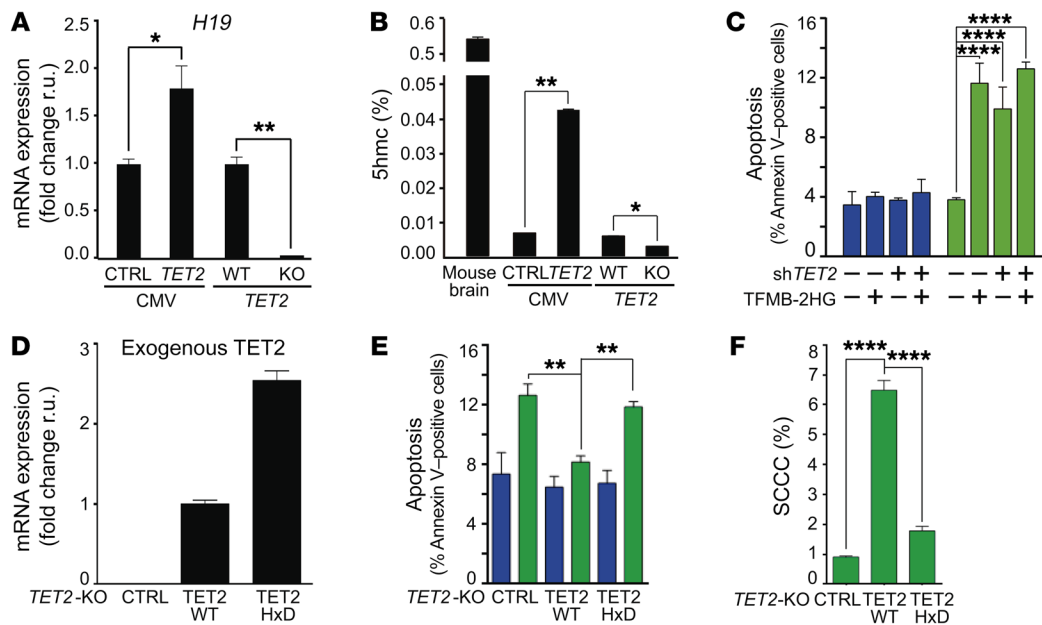 A
H19
mRNA expression
(fold change r.u.)
2.5
2.0
1.5
1.0
0.5
0.0
*
**
CTRL TET2 WT KO
CMV TET2
B
5hmc (%)
0.6
0.5
0.05
0.04
0.03
0.02
0.01
0.00
**
*
Mouse
brain
CTRL TET2 WT KO
CMV TET2
C
Apoptosis
(% Annexin V–positive cells)
16
12
8
4
0
****
****
****
shTET2 – – + + – – + +
TFMB-2HG – + – + – + – +
D
Exogenous TET2
mRNA expression
(fold change r.u.)
3
2
1
0
TET2-KO CTRL TET2 TET2
WT HxD
E
Apoptosis
(% Annexin V–positive cells)
16
12
8
4
0
**
**
TET2-KO CTRL TET2 TET2
WT HxD
F
SCCC (%)
8
7
6
5
4
3
2
1
0
****
****
TET2-KO CTRL TET2 TET2
WT HxD